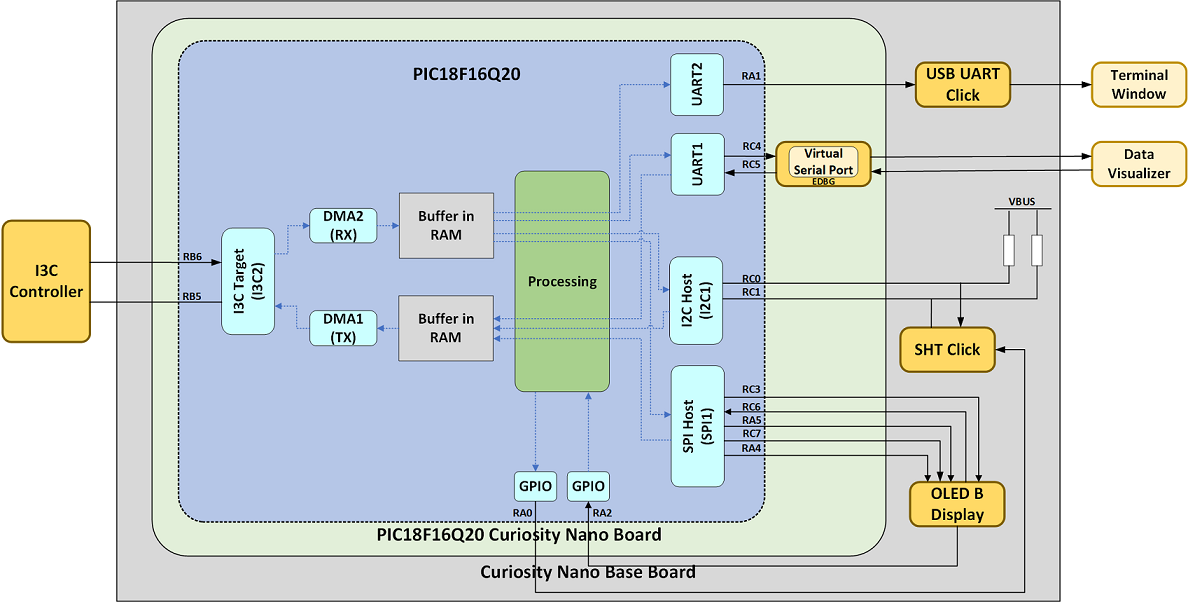 PIC18F16Q20
UART2
RA1
USB UART
Click
Terminal
Window
UART1
RC4
RC5
Virtual
Serial Port
EDBG
Data
Visualizer
VBUS
I3C
Controller
RB6
RB5
I3C Target
(I3C2)
DMA2
(RX)
Buffer in
RAM
DMA1
(TX)
Buffer in
RAM
Processing
I2C Host
(I2C1)
RC0
RC1
SHT Click
SPI Host
(SPI1)
RC3
RC6
RA5
RC7
RA4
OLED B
Display
GPIO
GPIO
RA0
RA2
PIC18F16Q20 Curiosity Nano Board
Curiosity Nano Base Board